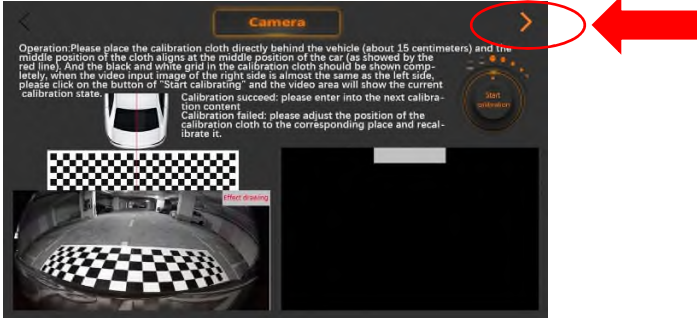 Camera
Operation:Please place the calibration cloth directly behind the vehicle (about 15 centimeters) and the
middle position of the cloth aligns at the middle position of the car (as showed by the
red line). And the black and white grid in the calibration cloth should be shown comp-
letely, when the video input image of the right side is almost the same as the left side,
please click on the button of "Start calibrating" and the video area will show the current
calibration state.
Calibration succeed: please enter into the next calibra-
tion content
Calibration failed: please adjust the position of the
calibration cloth to the corresponding place and recal-
ibrate it.
Start
calibration
Effect drawing